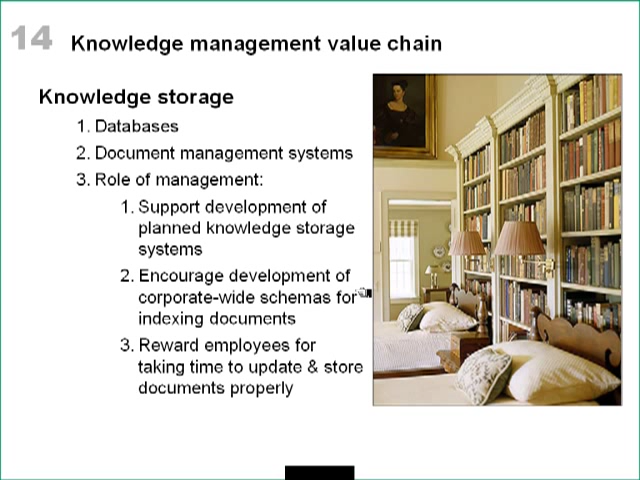 14 Knowledge management value chain
Knowledge storage
1. Databases
2. Document management systems
3. Role of management:
1. Support development of
planned knowledge storage
systems
2. Encourage development of
corporate-wide schemas for
indexing documents
3. Reward employees for
taking time to update & store
documents properly